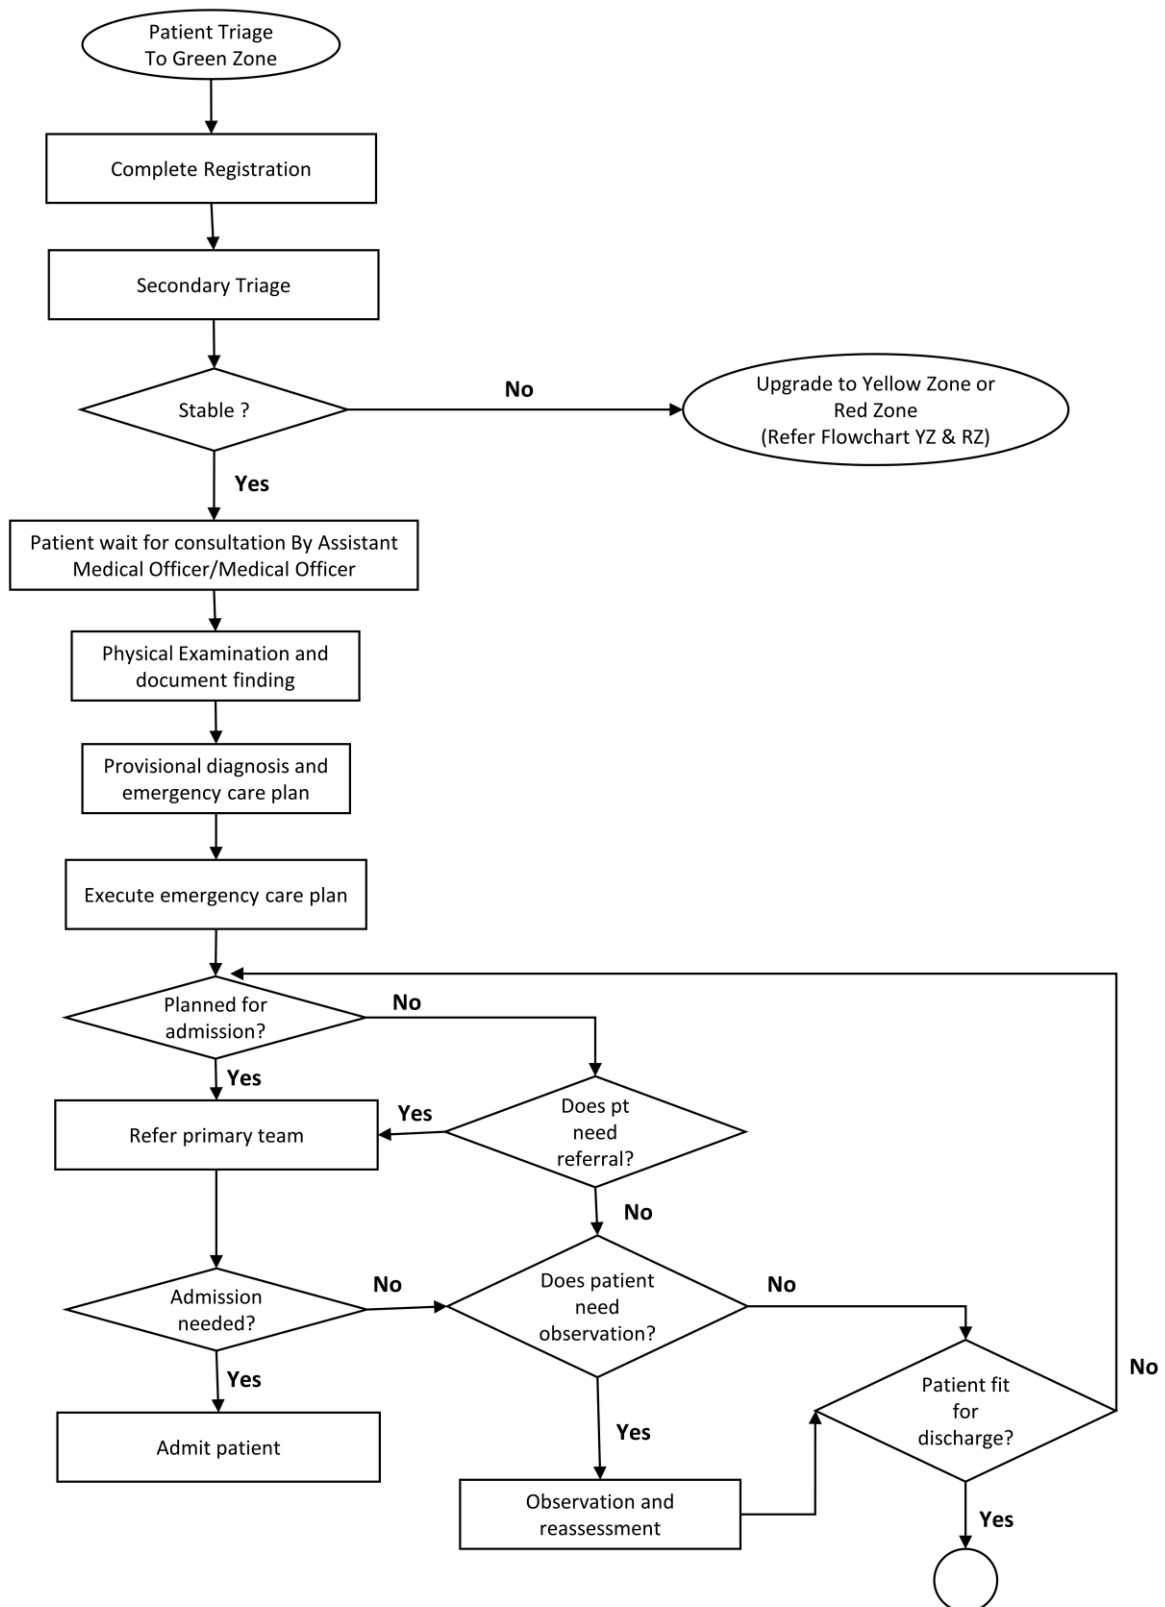 Patient Triage
To Green Zone
Complete Registration
Secondary Triage
Stable ?
No
Upgrade to Yellow Zone or
Red Zone
(Refer Flowchart YZ & RZ)
Yes
Patient wait for consultation By Assistant
Medical Officer/Medical Officer
Physical Examination and
document finding
Provisional diagnosis and
emergency care plan
Execute emergency care plan
Planned for
admission?
No
Yes
Refer primary team
Yes
Does pt
need
referral?
No
Admission
needed?
No
Does patient
need
observation?
No
Yes
Admit patient
Yes
Observation and
reassessment
Patient fit
for
discharge?
No
Yes